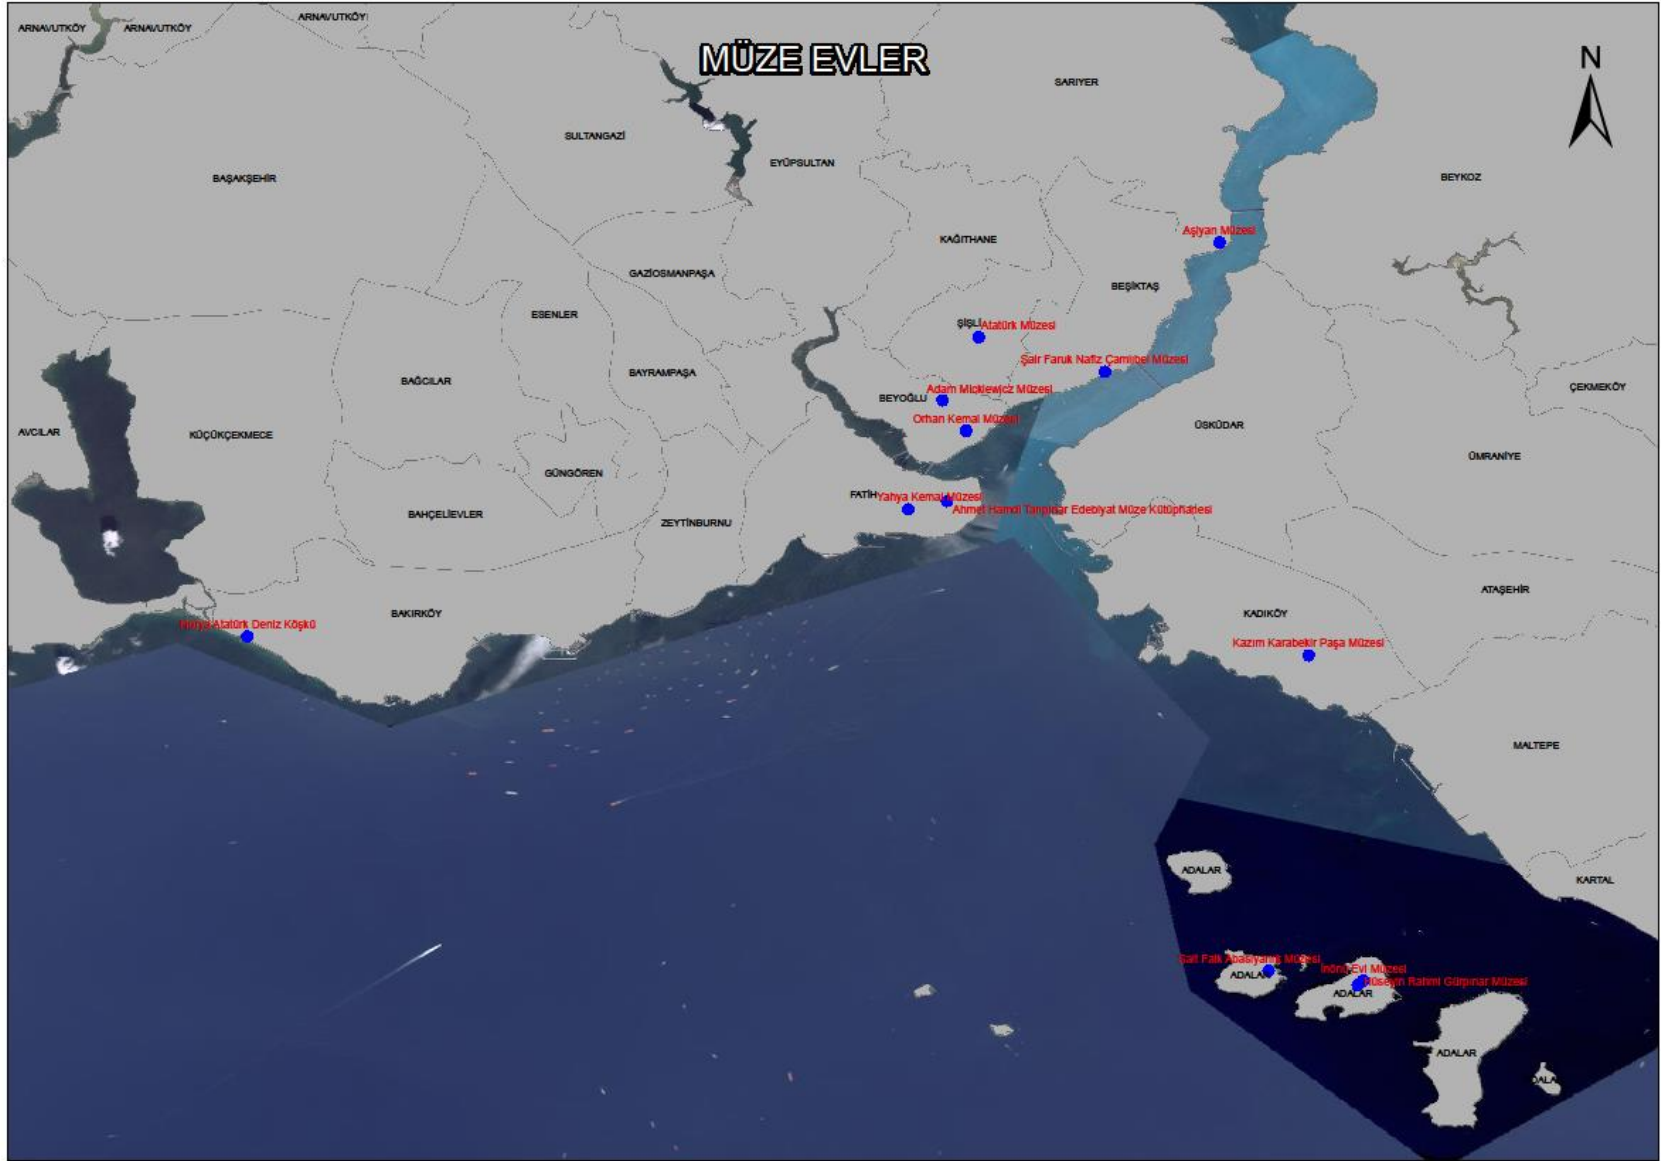 ARNAVUTKÖY
ARNAVUTKÖY
ARNAVUTKÖY
MÜZE EVLER
N
SARIYER
SULTANGAZİ
EYÜPSULTAN
BAŞAKŞEHİR
BEYKOZ
Aşiyan Müzesi
KAĞITHANE
GAZİOSMANPAŞA
BEŞİKTAŞ
ESENLER
ŞİŞLİ
Atatürk Müzesi
Şair Faruk Nafiz Çamlıbel Müzesi
BAYRAMPAŞA
BAĞCILAR
ÇEKMEKÖY
Adam Mickiewicz Müzesi
BEYOĞLU
Orhan Kemal Müzesi
ÜSKÜDAR
AVCILAR
KÜÇÜKÇEKMECE
ÜMRANİYE
GÜNGÖREN
FATİH
Yahya Kemal Müzesi
Ahmet Hamdi Tanpınar Edebiyat Müze Kütüphanesi
BAHÇELİEVLER
ZEYTİNBURNU
ATAŞEHİR
BAKIRKÖY
KADIKÖY
Atatürk Deniz Köşkü
Kazım Karabekir Paşa Müzesi
MALTEPE
ADALAR
KARTAL
Sait Faik Abasıyanık Müzesi
İnönü Evi Müzesi
ADALAR
Hüseyin Rahmi Gürpınar Müzesi
ADALAR
ADALAR